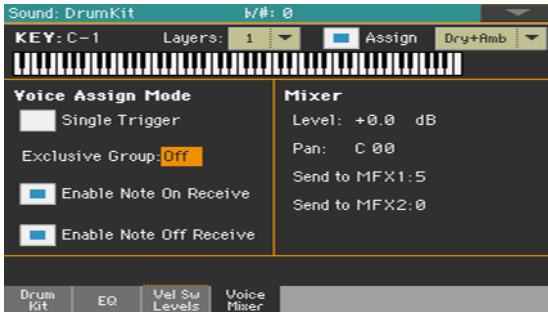 Sound: DrumKit ♭/#: 0
KEY: C-1 Layers: 1 Assign Dry+Amb
Voice Assign Mode
Single Trigger
Exclusive Group: Off
Enable Note On Receive
Enable Note Off Receive
Mixer
Level: +0.0 dB
Pan: C 00
Send to MFX1:5
Send to MFX2:0
Drum Kit
EQ
Vel Sw Levels
Voice Mixer